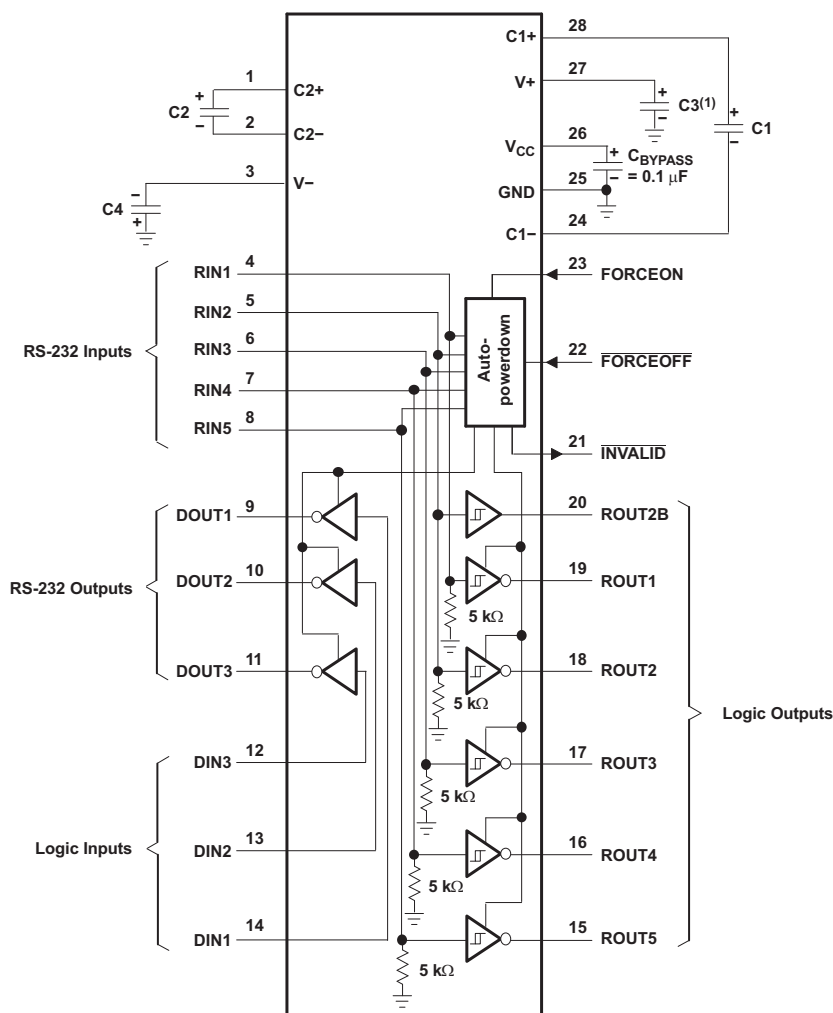 28
C1+
27
V+
C3(1)
C1
+
−
1
C2+
C2
2
C2−
26
VCC
CBYPASS
= 0.1 µF
25
GND
3
V−
C4
24
C1−
RS-232 Inputs
RIN1
4
RIN2
5
RIN3
6
RIN4
7
RIN5
8
Auto-
powerdown
23
FORCEON
22
FORCEOFF
21
INVALID
RS-232 Outputs
DOUT1
9
DOUT2
10
DOUT3
11
20
ROUT2B
19
ROUT1
5 kΩ
18
ROUT2
5 kΩ
17
ROUT3
5 kΩ
16
ROUT4
5 kΩ
15
ROUT5
5 kΩ
Logic Outputs
Logic Inputs
DIN3
12
DIN2
13
DIN1
14